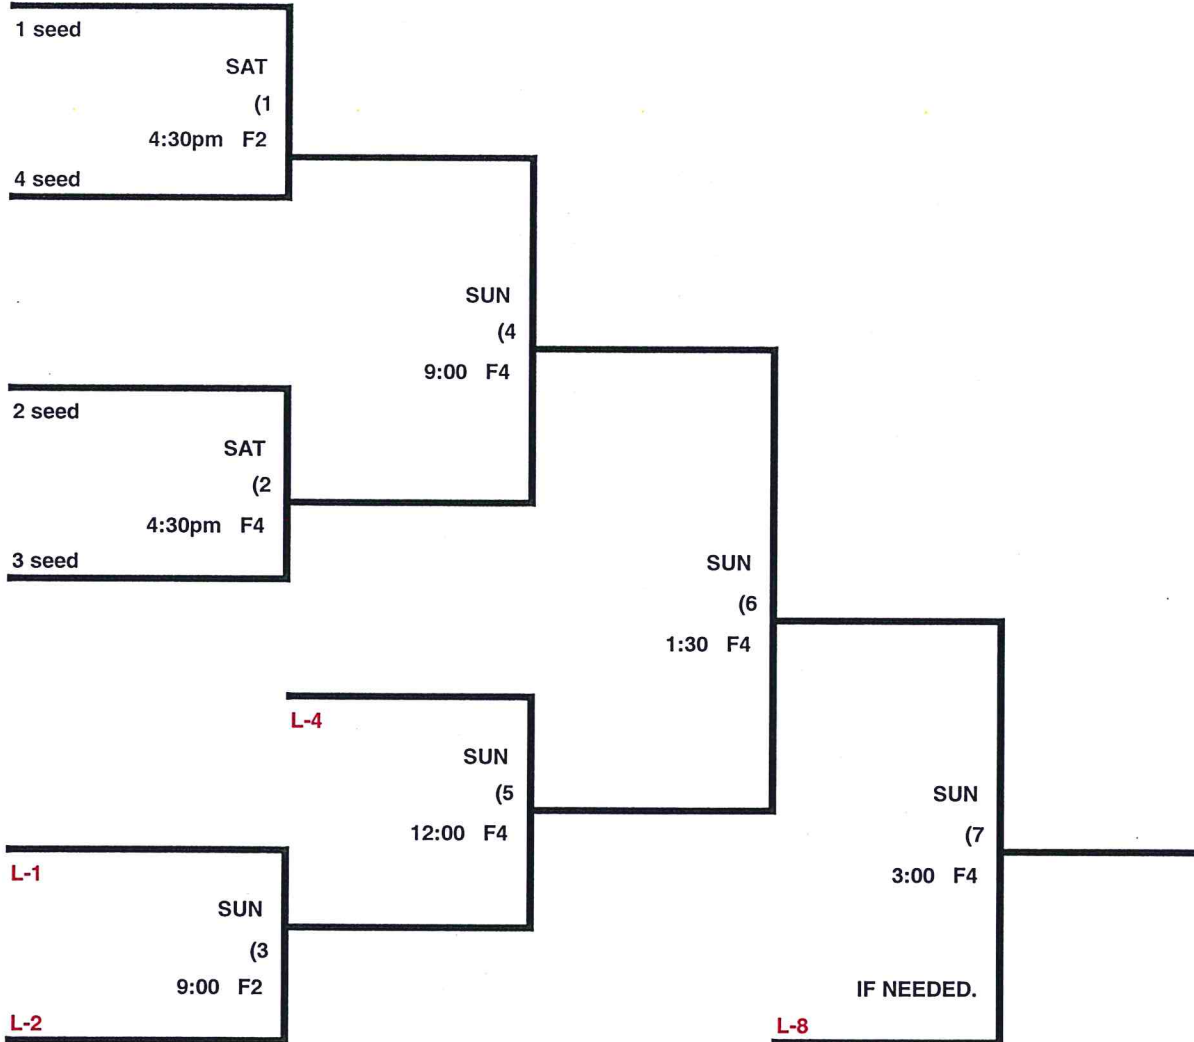 1 seed
SAT
(1
4:30pm F2
4 seed
SUN
(4
9:00 F4
2 seed
SAT
(2
4:30pm F4
3 seed
SUN
(6
1:30 F4
L-4
SUN
(5
12:00 F4
SUN
(7
3:00 F4
L-1
SUN
(3
9:00 F2
IF NEEDED.
L-2
L-8